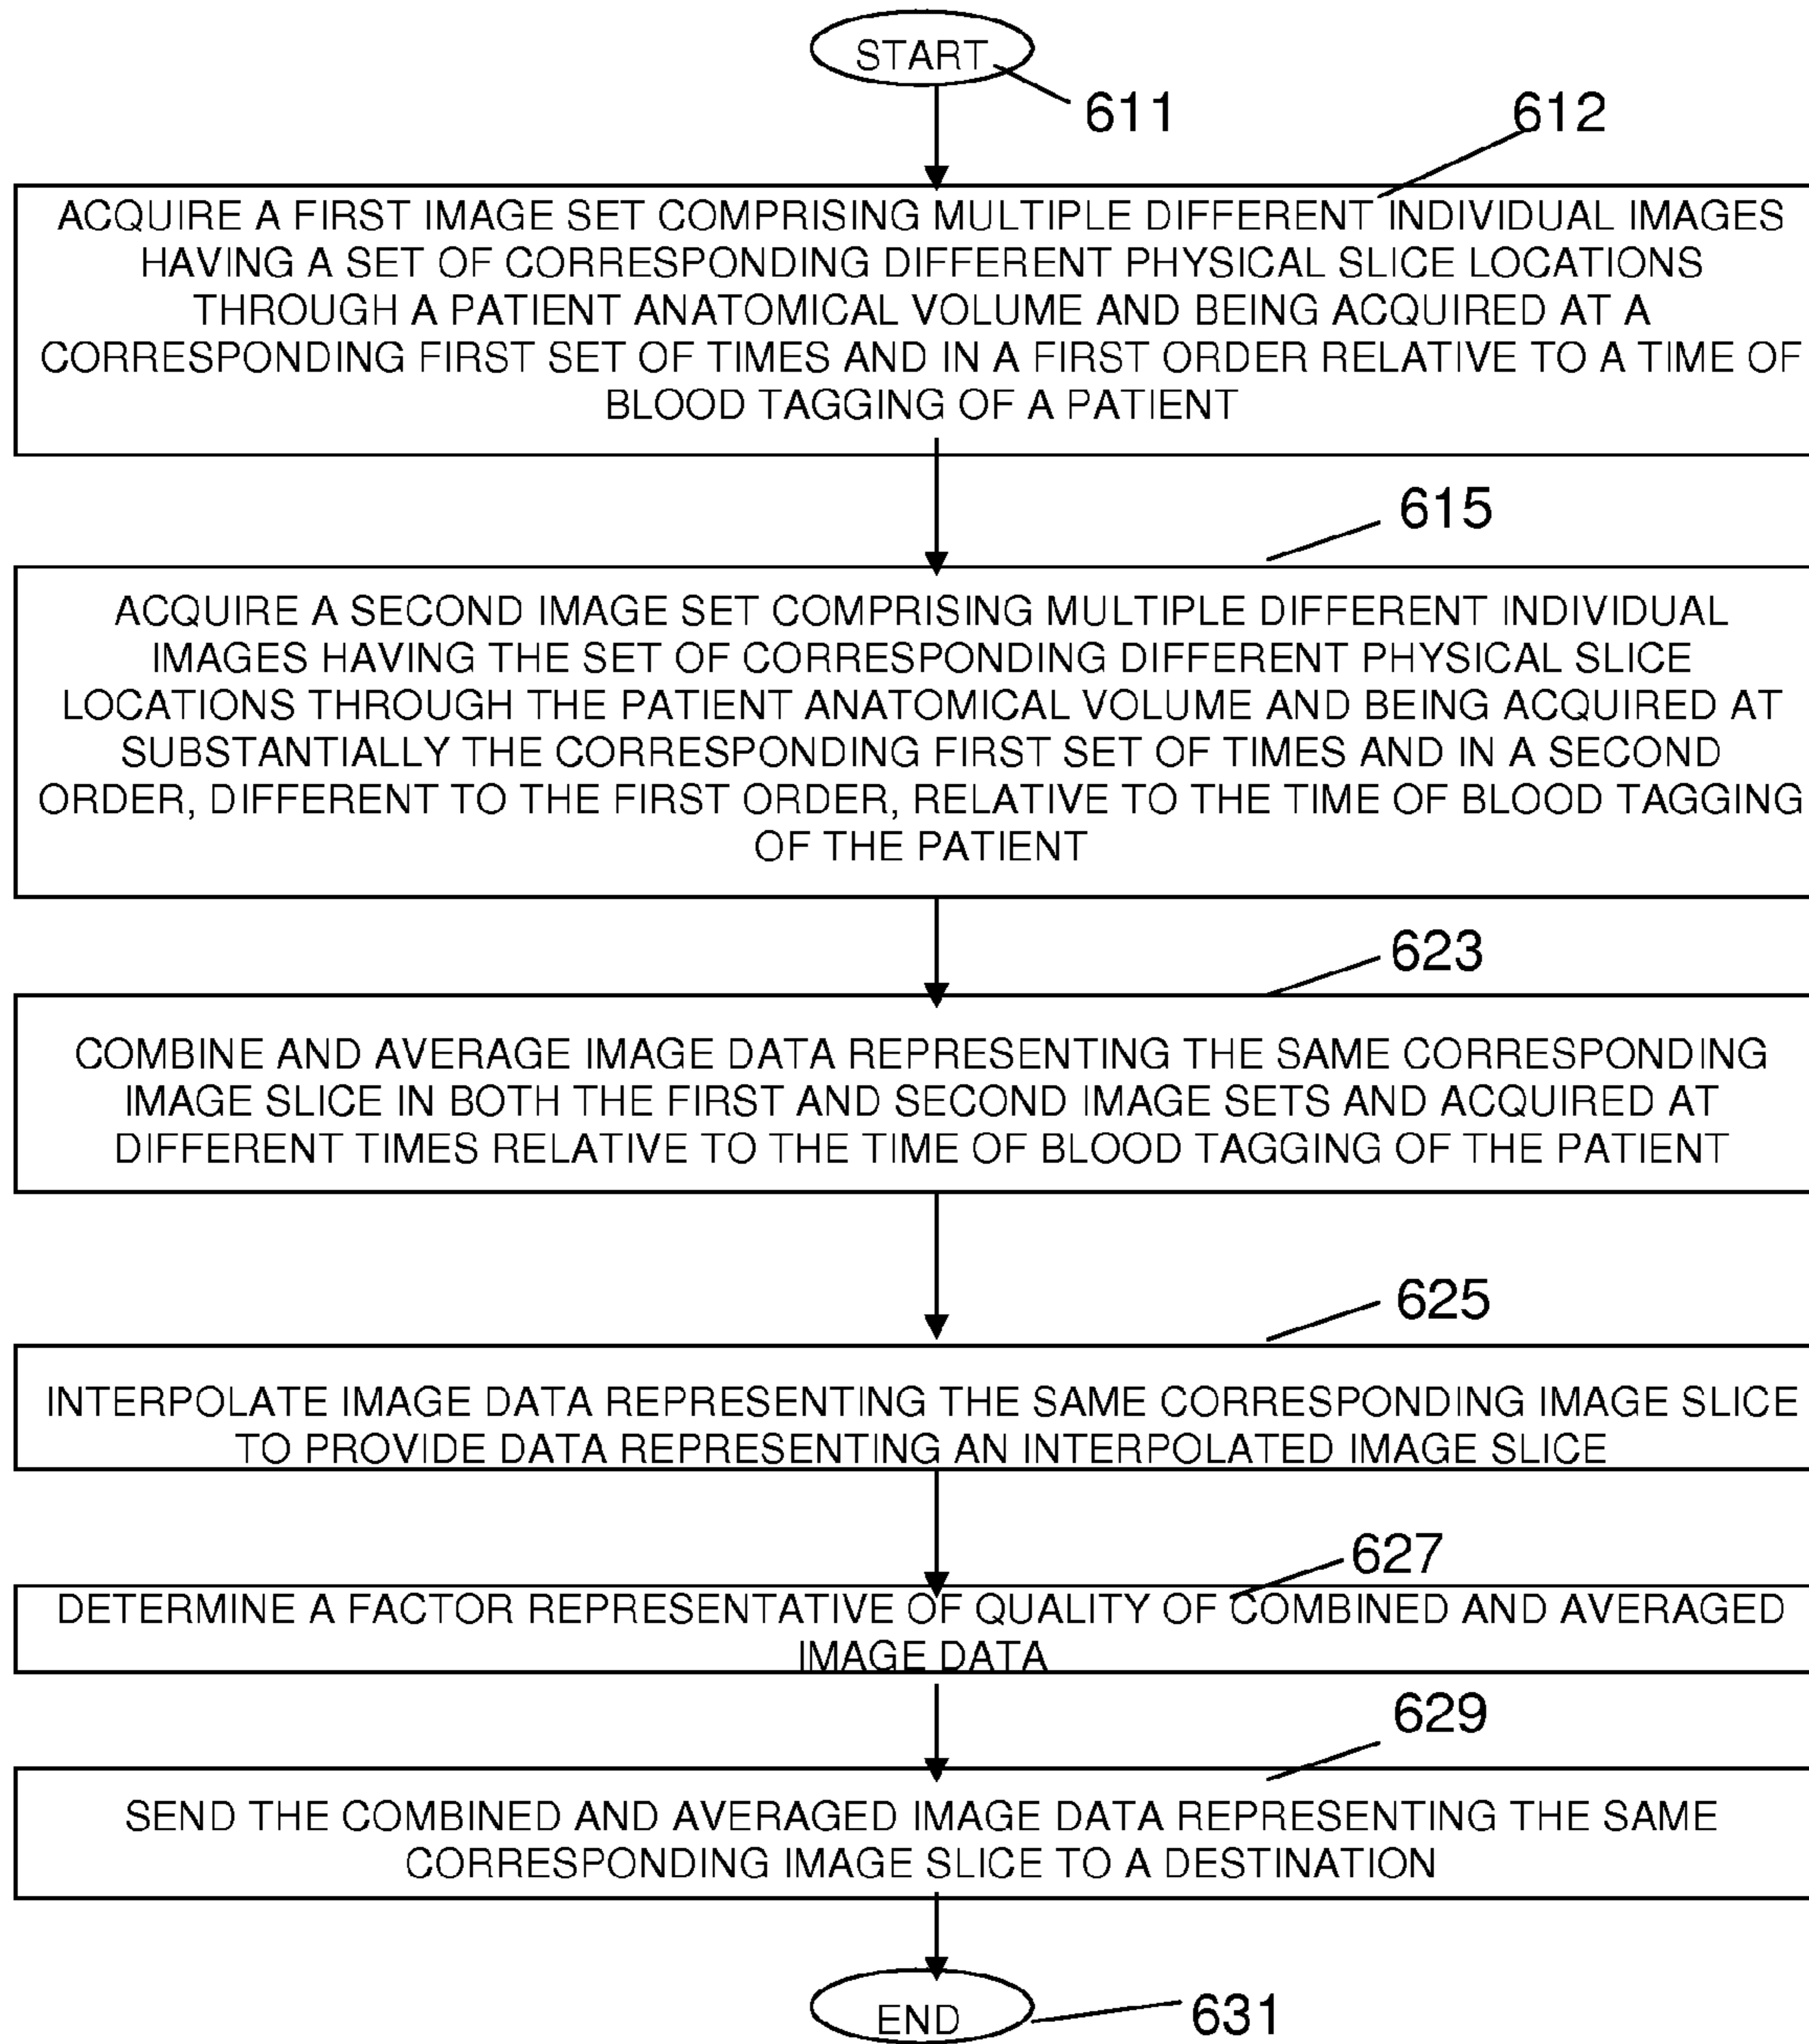 START
611
612
ACQUIRE A FIRST IMAGE SET COMPRISING MULTIPLE DIFFERENT INDIVIDUAL IMAGES
HAVING A SET OF CORRESPONDING DIFFERENT PHYSICAL SLICE LOCATIONS
THROUGH A PATIENT ANATOMICAL VOLUME AND BEING ACQUIRED AT A
CORRESPONDING FIRST SET OF TIMES AND IN A FIRST ORDER RELATIVE TO A TIME OF
BLOOD TAGGING OF A PATIENT
615
ACQUIRE A SECOND IMAGE SET COMPRISING MULTIPLE DIFFERENT INDIVIDUAL
IMAGES HAVING THE SET OF CORRESPONDING DIFFERENT PHYSICAL SLICE
LOCATIONS THROUGH THE PATIENT ANATOMICAL VOLUME AND BEING ACQUIRED AT
SUBSTANTIALLY THE CORRESPONDING FIRST SET OF TIMES AND IN A SECOND
ORDER, DIFFERENT TO THE FIRST ORDER, RELATIVE TO THE TIME OF BLOOD TAGGING
OF THE PATIENT
623
COMBINE AND AVERAGE IMAGE DATA REPRESENTING THE SAME CORRESPONDING
IMAGE SLICE IN BOTH THE FIRST AND SECOND IMAGE SETS AND ACQUIRED AT
DIFFERENT TIMES RELATIVE TO THE TIME OF BLOOD TAGGING OF THE PATIENT
625
INTERPOLATE IMAGE DATA REPRESENTING THE SAME CORRESPONDING IMAGE SLICE
TO PROVIDE DATA REPRESENTING AN INTERPOLATED IMAGE SLICE
627
DETERMINE A FACTOR REPRESENTATIVE OF QUALITY OF COMBINED AND AVERAGED
IMAGE DATA
629
SEND THE COMBINED AND AVERAGED IMAGE DATA REPRESENTING THE SAME
CORRESPONDING IMAGE SLICE TO A DESTINATION
END
631